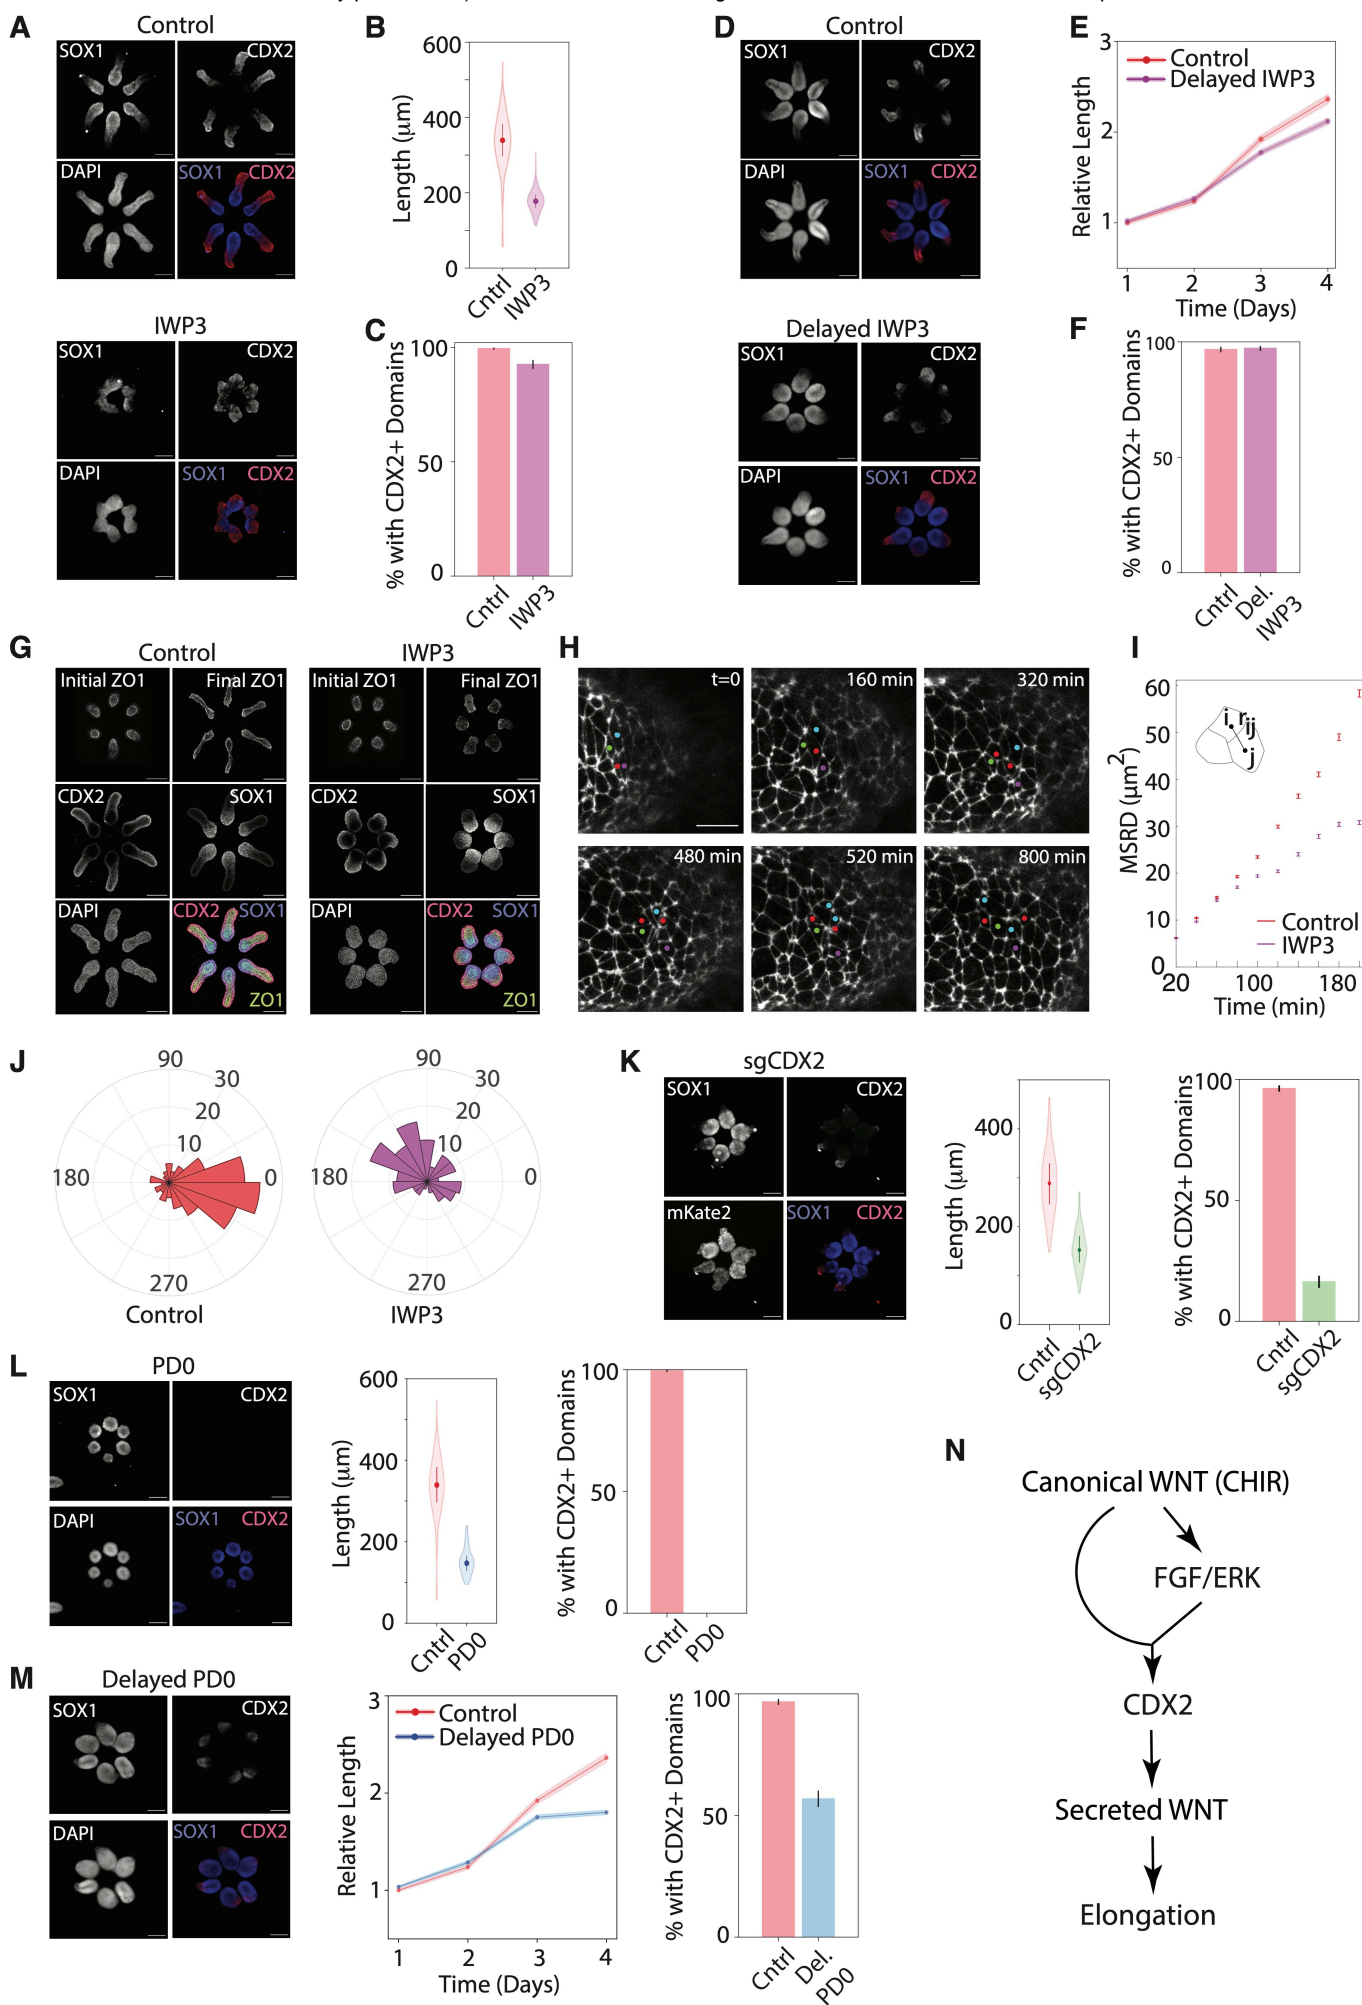 A
Control
SOX1
CDX2
DAPI
SOX1 CDX2
IWP3
SOX1
CDX2
DAPI
SOX1 CDX2
B
600
400
200
0
Length (μm)
Cntrl
IWP3
C
100
50
0
% with CDX2+ Domains
Cntrl
IWP3
D
Control
SOX1
CDX2
DAPI
SOX1 CDX2
Delayed IWP3
SOX1
CDX2
DAPI
SOX1 CDX2
E
3
2
1
Relative Length
Control
Delayed IWP3
1 2 3 4
Time (Days)
F
100
50
0
% with CDX2+ Domains
Cntrl
Del.
IWP3
G
Control
Initial ZO1
Final ZO1
CDX2
SOX1
DAPI
CDX2 SOX1
ZO1
IWP3
Initial ZO1
Final ZO1
CDX2
SOX1
DAPI
CDX2 SOX1
ZO1
H
t=0
160 min
320 min
480 min
520 min
800 min
I
60
50
40
30
20
10
0
MSRD (μm²)
i rij
j
Control
IWP3
20 100 180
Time (min)
J
90
30
20
10
180
0
270
Control
90
30
20
10
180
0
270
IWP3
K
sgCDX2
SOX1
CDX2
mKate2
SOX1 CDX2
400
200
0
Length (μm)
Cntrl
sgCDX2
100
50
0
% with CDX2+ Domains
Cntrl
sgCDX2
L
PD0
SOX1
CDX2
DAPI
SOX1 CDX2
600
400
200
0
Length (μm)
Cntrl
PD0
100
50
0
% with CDX2+ Domains
Cntrl
PD0
M
Delayed PD0
SOX1
CDX2
DAPI
SOX1 CDX2
3
2
1
Relative Length
Control
Delayed PD0
1 2 3 4
Time (Days)
100
50
0
% with CDX2+ Domains
Cntrl
Del.
PD0
N
Canonical WNT (CHIR)
FGF/ERK
CDX2
Secreted WNT
Elongation